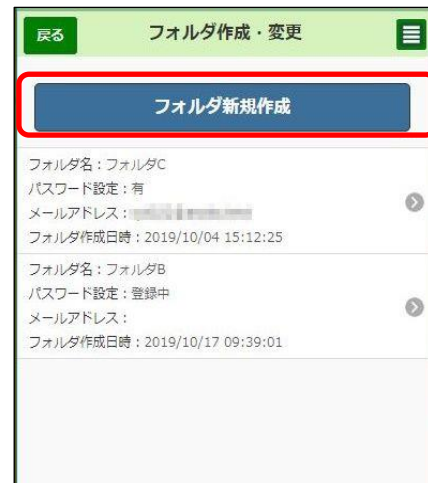 戻る
フォルダ作成・変更
フォルダ新規作成
フォルダ名：フォルダC
パスワード設定：有
メールアドレス：
フォルダ作成日時：2019/10/04 15:12:25
フォルダ名：フォルダB
パスワード設定：登録中
メールアドレス：
フォルダ作成日時：2019/10/17 09:39:01